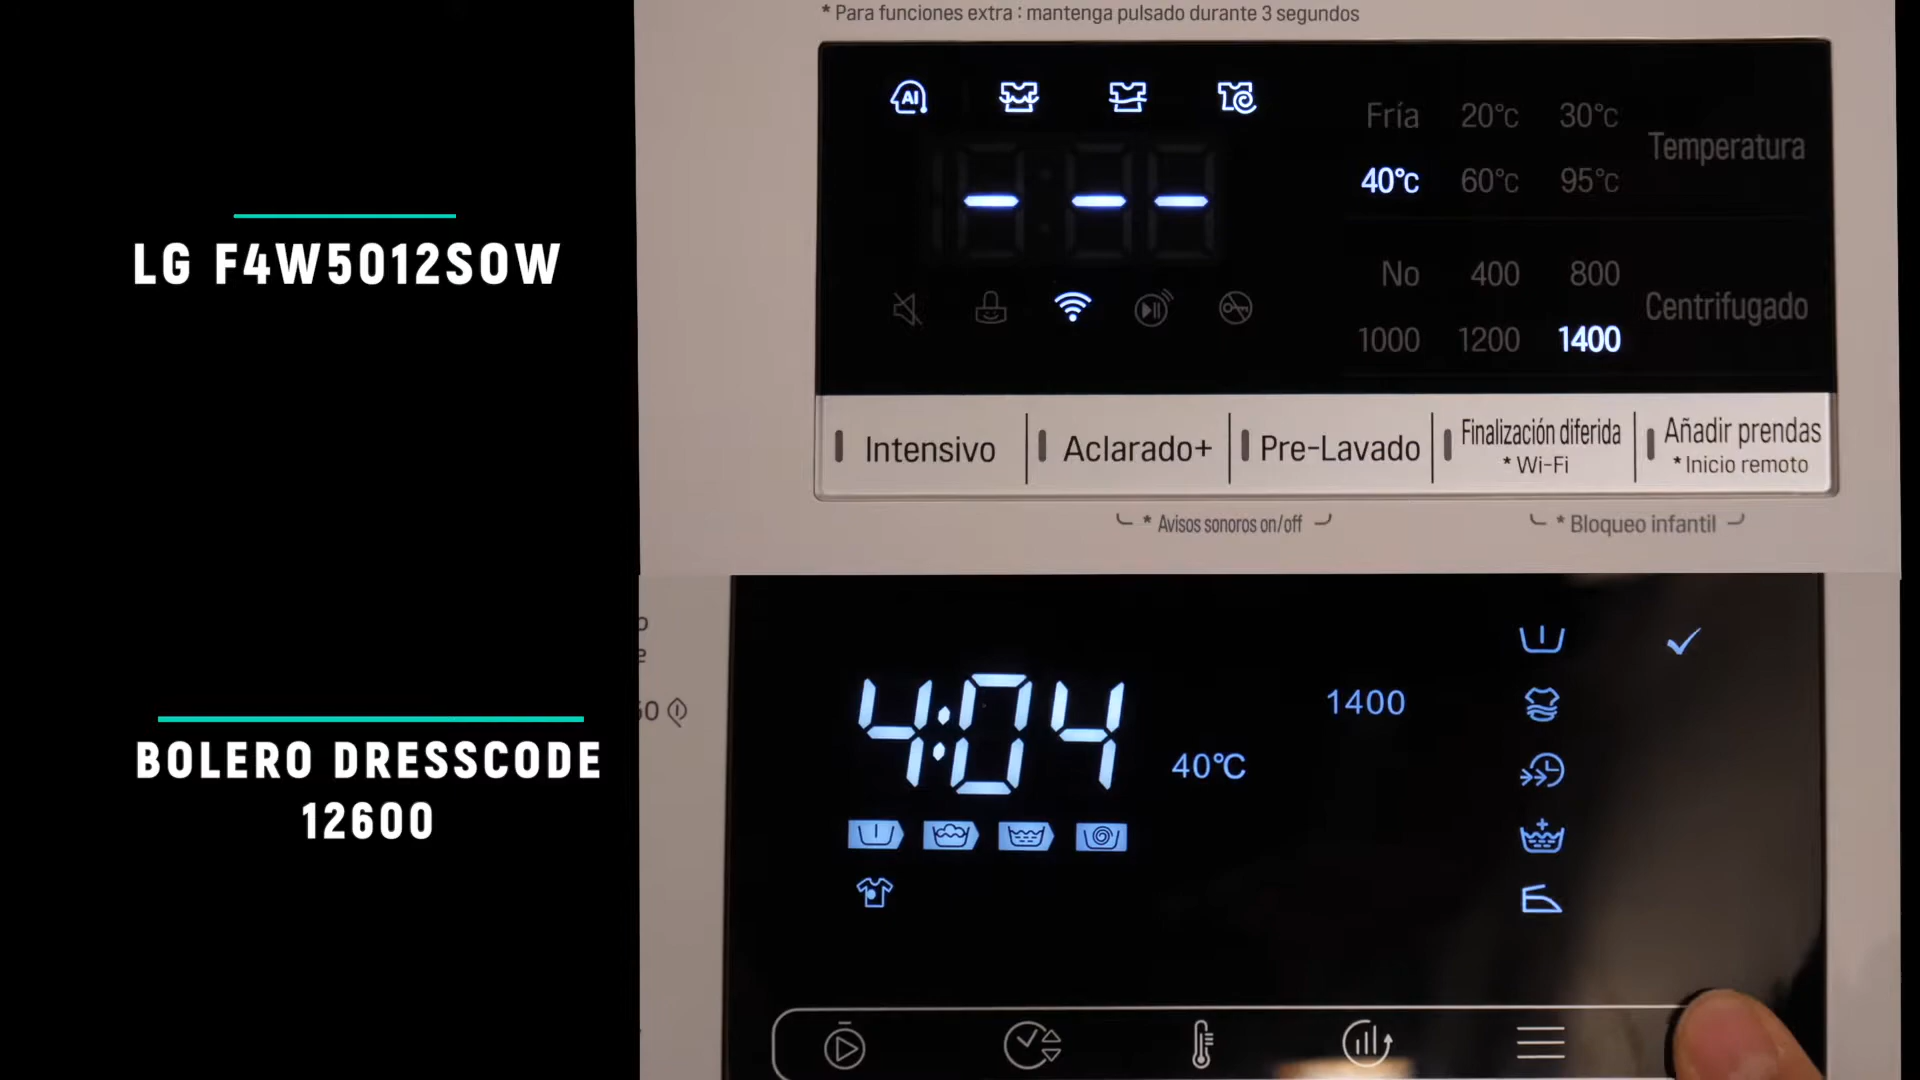 LG F4W5012SOW
* Para funciones extra : mantenga pulsado durante 3 segundos
AI
Fría 20°C 30°C
Temperatura
40°C 60°C 95°C
- - -
No 400 800
Centrifugado
1000 1200 1400
Intensivo
Aclarado+
Pre-Lavado
Finalización diferida
* Wi-Fi
Añadir prendas
* Inicio remoto
* Avisos sonoros on/off
* Bloqueo infantil
BOLERO DRESSCODE
12600
4:04
1400
40°C